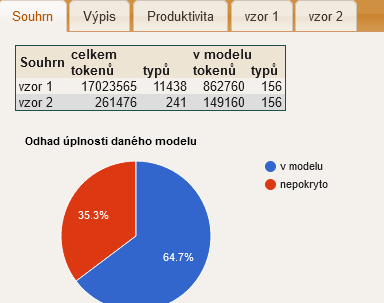 Souhrn Výpis Produktivita vzor 1 vzor 2
Souhrn celkem tokenů typů v modelu tokenů typů
vzor 1 17023565 11438 862760 156
vzor 2 261476 241 149160 156
Odhad úplnosti daného modelu
v modelu
nepokryto
35.3%
64.7%